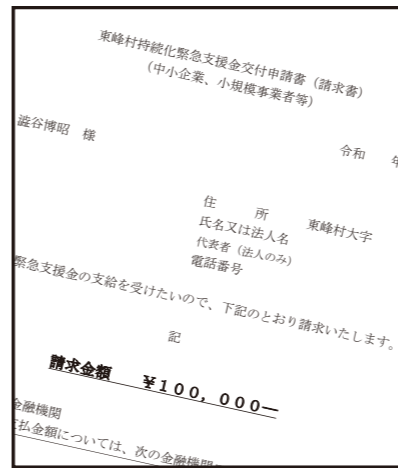 東峰村持続化緊急支援金交付申請書（請求書）
（中小企業、小規模事業者等）
澁谷博昭　様
令和　年
住　　所　東峰村大字
氏名又は法人名
代表者（法人のみ）
電話番号
緊急支援金の支給を受けたいので、下記のとおり請求いたします。
記
請求金額　￥１００，０００―
金融機関
払金額については、次の金融機関